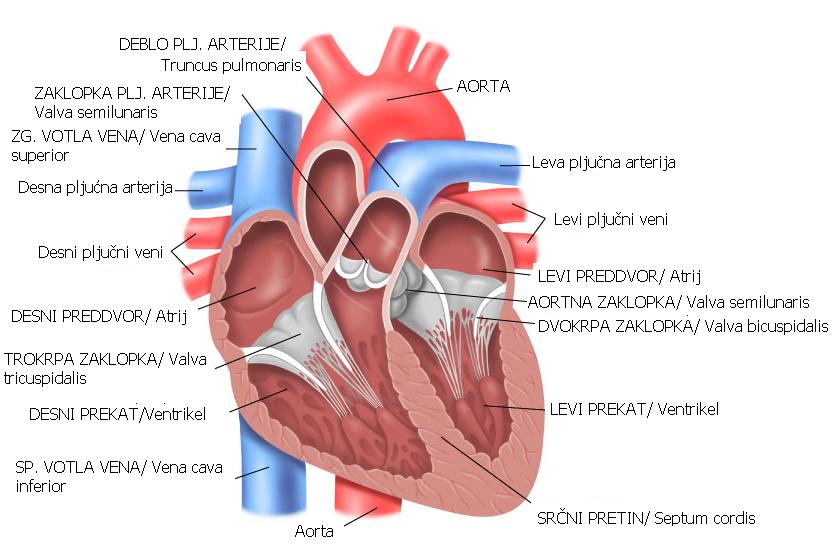 DEBLO PLJ. ARTERIJE/
Truncus pulmonaris
ZAKLOPKA PLJ. ARTERIJE/
Valva semilunaris
ZG. VOTLA VENA/ Vena cava
superior
Desna pljućna arterija
Desni pljučni veni
DESNI PREDDVOR/ Atrij
TROKRPA ZAKLOPKA/ Valva
tricuspidalis
DESNI PREKAT/Ventrikel
SP. VOTLA VENA/ Vena cava
inferior
Aorta
AORTA
Leva pljučna arterija
Levi pljučni veni
LEVI PREDDVOR/ Atrij
AORTNA ZAKLOPKA/ Valva semilunaris
DVOKRPA ZAKLOPKA/ Valva bicuspidalis
LEVI PREKAT/ Ventrikel
SRČNI PRETIN/ Septum cordis